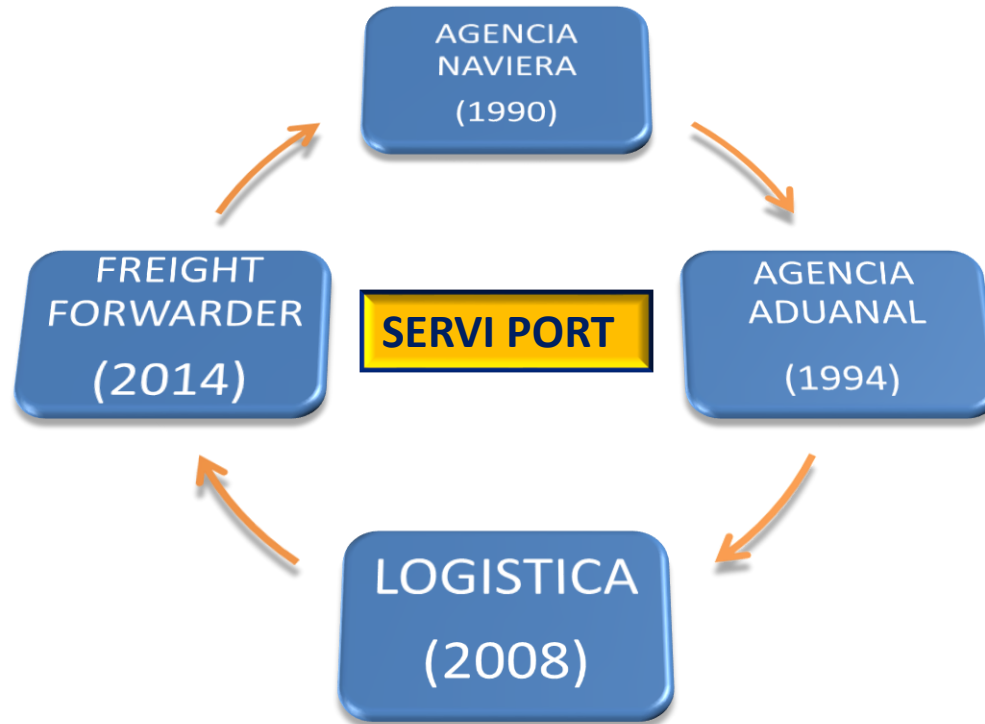 AGENCIA
NAVIERA
(1990)
FREIGHT
FORWARDER
(2014)
SERVI PORT
AGENCIA
ADUANAL
(1994)
LOGISTICA
(2008)